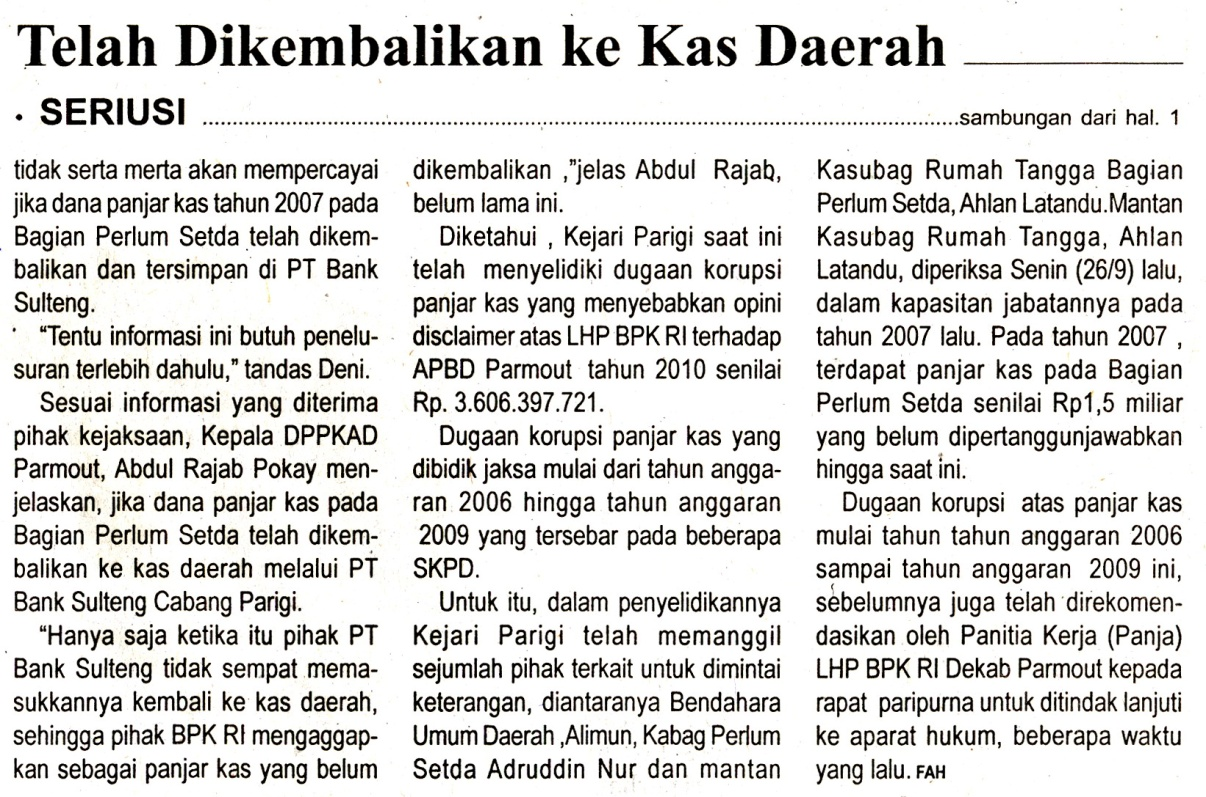 Telah Dikembalikan ke Kas Daerah
• SERIUSI ....................sambungan dari hal. 1
tidak serta merta akan mempercayai
jika dana panjar kas tahun 2007 pada
Bagian Perlum Setda telah dikem-
balikan dan tersimpan di PT Bank
Sulteng.
“Tentu informasi ini butuh penelu-
suran terlebih dahulu,” tandas Deni.
Sesuai informasi yang diterima
pihak kejaksaan, Kepala DPPKAD
Parmout, Abdul Rajab Pokay men-
jelaskan, jika dana panjar kas pada
Bagian Perlum Setda telah dikem-
balikan ke kas daerah melalui PT
Bank Sulteng Cabang Parigi.
“Hanya saja ketika itu pihak PT
Bank Sulteng tidak sempat mema-
sukkannya kembali ke kas daerah,
sehingga pihak BPK RI mengaggap-
kan sebagai panjar kas yang belum
dikembalikan ,”jelas Abdul Rajab,
belum lama ini.
Diketahui , Kejari Parigi saat ini
telah menyelidiki dugaan korupsi
panjar kas yang menyebabkan opini
disclaimer atas LHP BPK RI terhadap
APBD Parmout tahun 2010 senilai
Rp. 3.606.397.721.
Dugaan korupsi panjar kas yang
dibidik jaksa mulai dari tahun angga-
ran 2006 hingga tahun anggaran
2009 yang tersebar pada beberapa
SKPD.
Untuk itu, dalam penyelidikannya
Kejari Parigi telah memanggil
sejumlah pihak terkait untuk dimintai
keterangan, diantaranya Bendahara
Umum Daerah ,Alimun, Kabag Perlum
Setda Adruddin Nur dan mantan
Kasubag Rumah Tangga Bagian
Perlum Setda, Ahlan Latandu.Mantan
Kasubag Rumah Tangga, Ahlan
Latandu, diperiksa Senin (26/9) lalu,
dalam kapasitan jabatannya pada
tahun 2007 lalu. Pada tahun 2007 ,
terdapat panjar kas pada Bagian
Perlum Setda senilai Rp1,5 miliar
yang belum dipertanggunjawabkan
hingga saat ini.
Dugaan korupsi atas panjar kas
mulai tahun tahun anggaran 2006
sampai tahun anggaran 2009 ini,
sebelumnya juga telah direkomen-
dasikan oleh Panitia Kerja (Panja)
LHP BPK RI Dekab Parmout kepada
rapat paripurna untuk ditindak lanjuti
ke aparat hukum, beberapa waktu
yang lalu. FAH